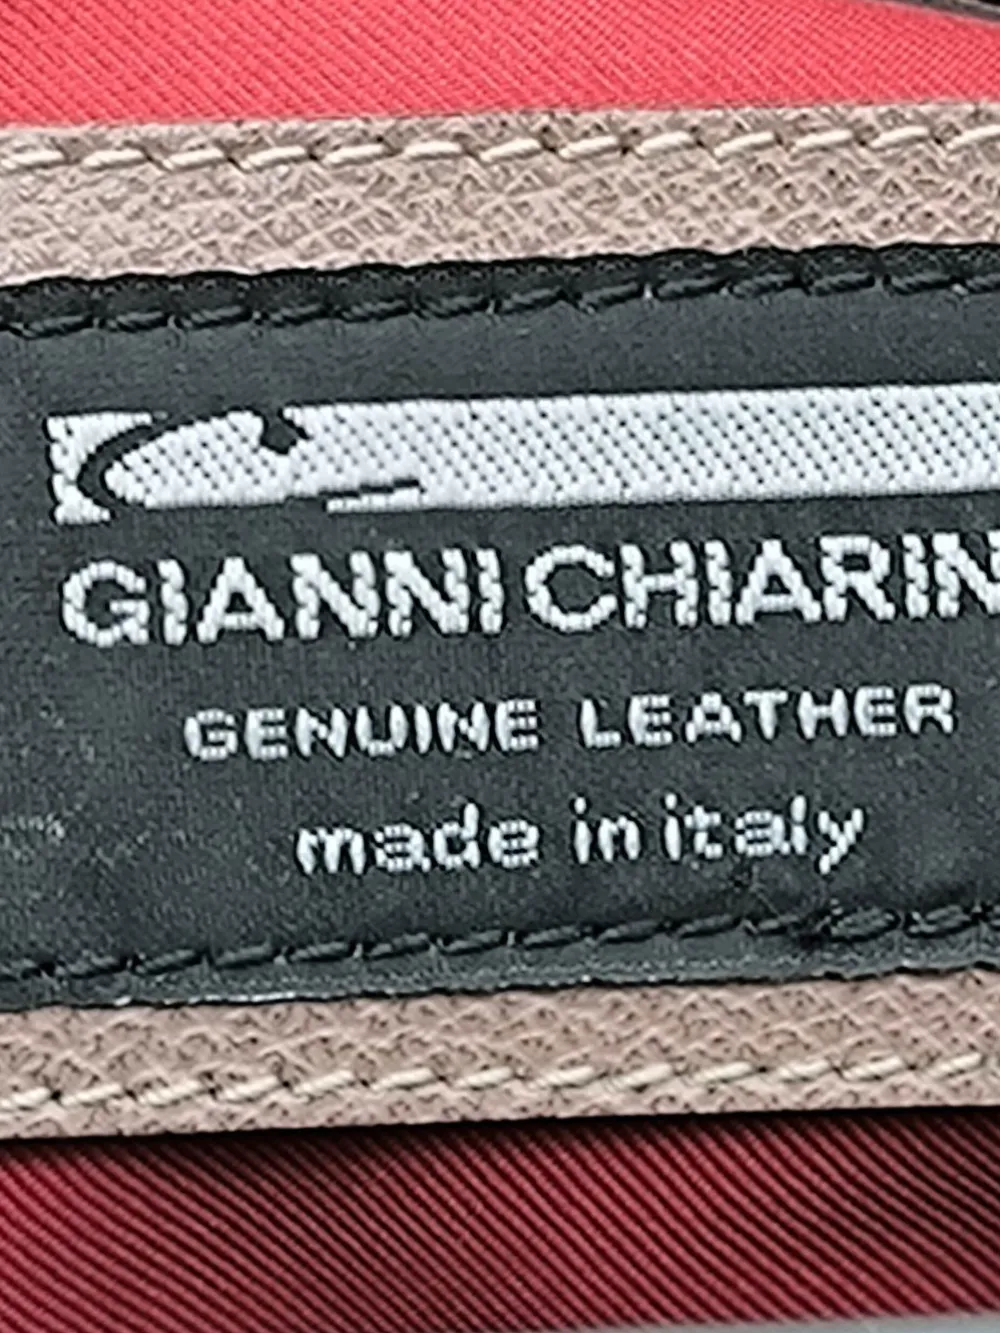 GIANNI CHIARIN
GENUINE LEATHER
made in italy